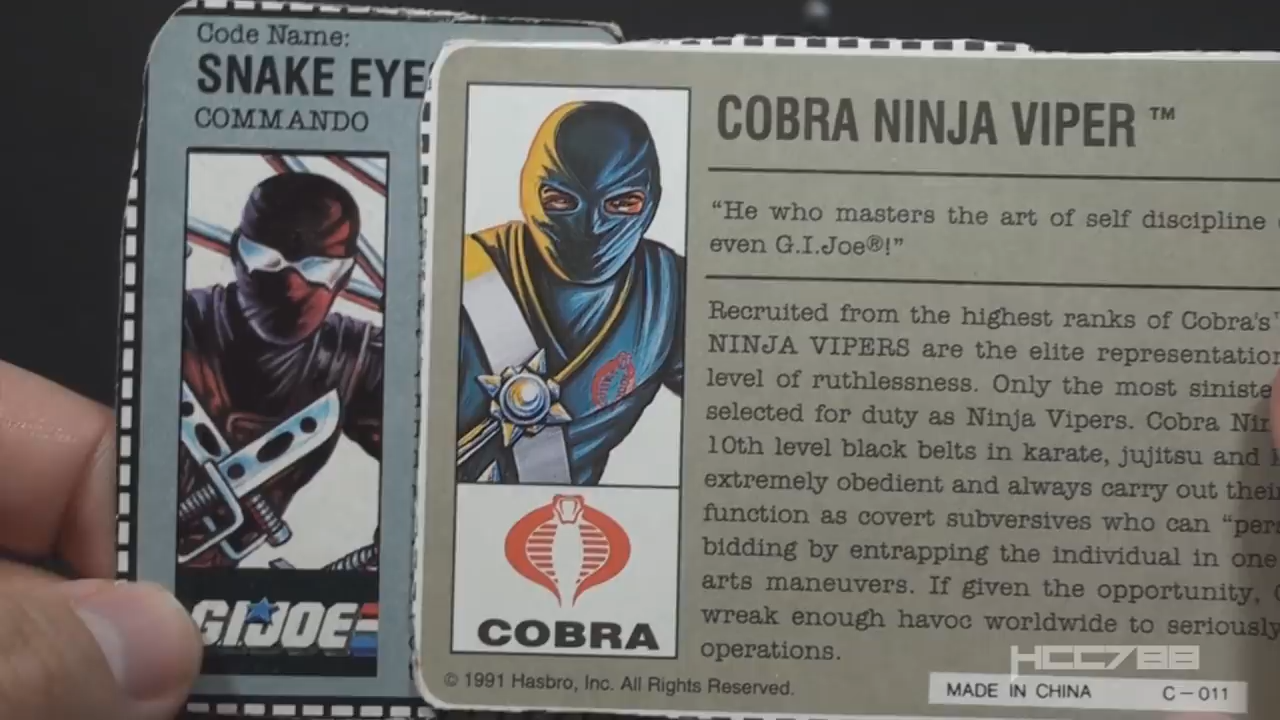 Code Name:
SNAKE EYE
COMMANDO
GI JOE
COBRA NINJA VIPER ™
“He who masters the art of self discipline
even G.I.Joe®!”
Recruited from the highest ranks of Cobra's
NINJA VIPERS are the elite representation
level of ruthlessness. Only the most siniste
selected for duty as Ninja Vipers. Cobra Nin
10th level black belts in karate, jujitsu and
extremely obedient and always carry out their
function as covert subversives who can “pers
bidding by entrapping the individual in one
arts maneuvers. If given the opportunity,
wreak enough havoc worldwide to seriously
operations.
COBRA
© 1991 Hasbro, Inc. All Rights Reserved.
MADE IN CHINA C-011
HCC788